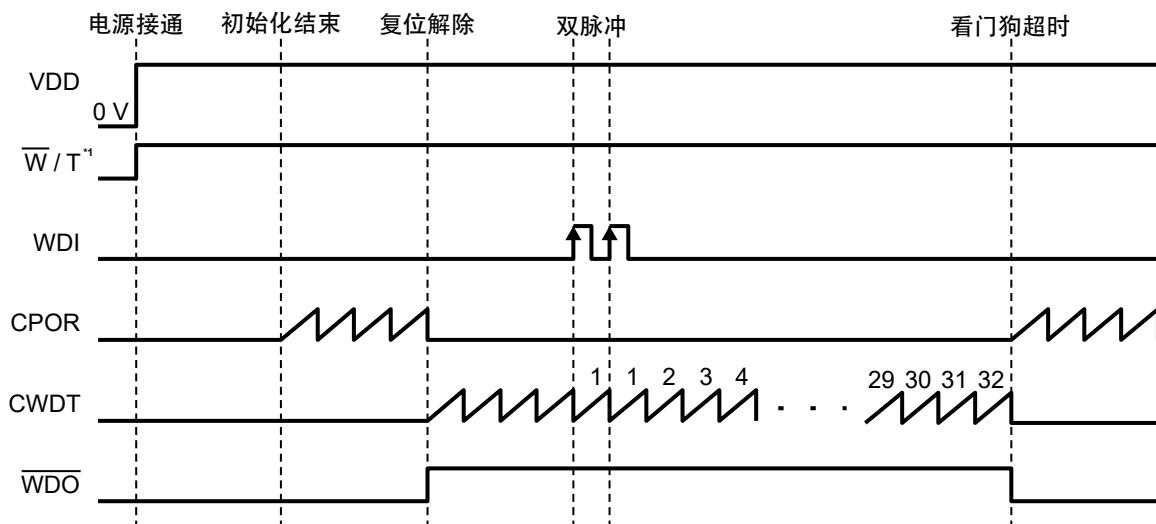 电源接通 初始化结束 复位解除 双脉冲 看门狗超时
VDD
0 V
W / T*1
WDI
CPOR
CWDT 1 1 2 3 4 · · · 29 30 31 32
WDO